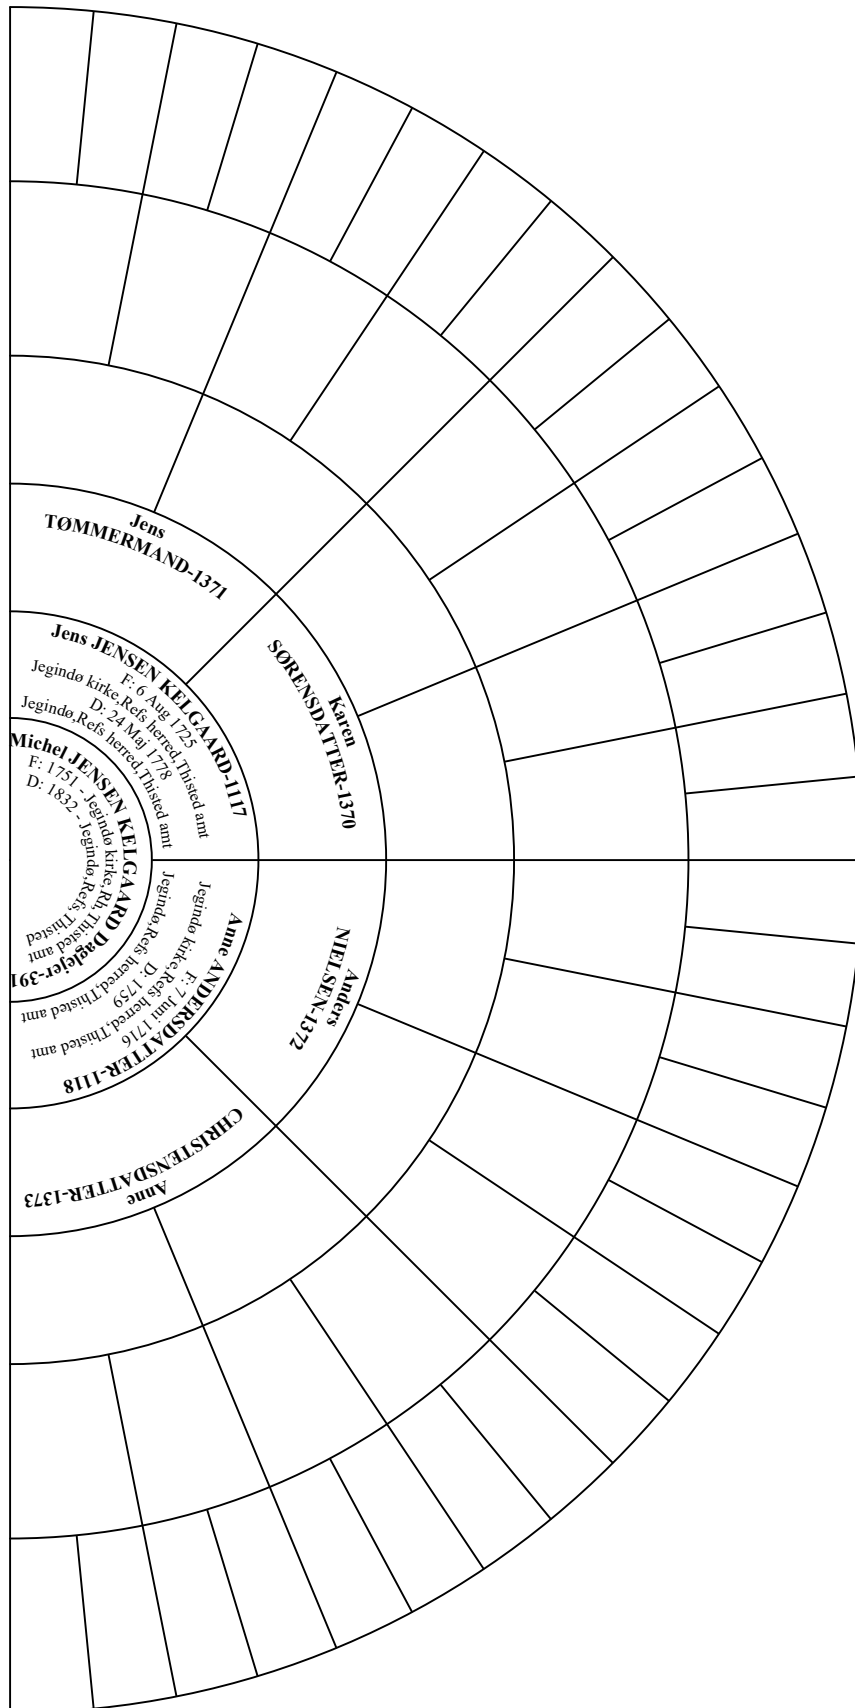 Michel JENSEN KELGAARD Daglejer-391
F: 1751 - Jegindø kirke,Rh,Thisted amt
D: 1832 - Jegindø,Refs,Thisted
Jens JENSEN KELGAARD-1117
F: 6 Aug 1725
Jegindø kirke,Refs herred,Thisted amt
D: 24 Maj 1778
Jegindø,Refs herred,Thisted amt
Anne ANDERSDATTER-1118
F: 7 Juni 1716
Jegindø kirke,Refs herred,Thisted amt
D: 1759
Jegindø,Refs herred,Thisted amt
Jens
TØMMERMAND-1371
Karen
SØRENSDATTER-1370
Anders
NIELSEN-1372
Anne
CHRISTENSDATTER-1373